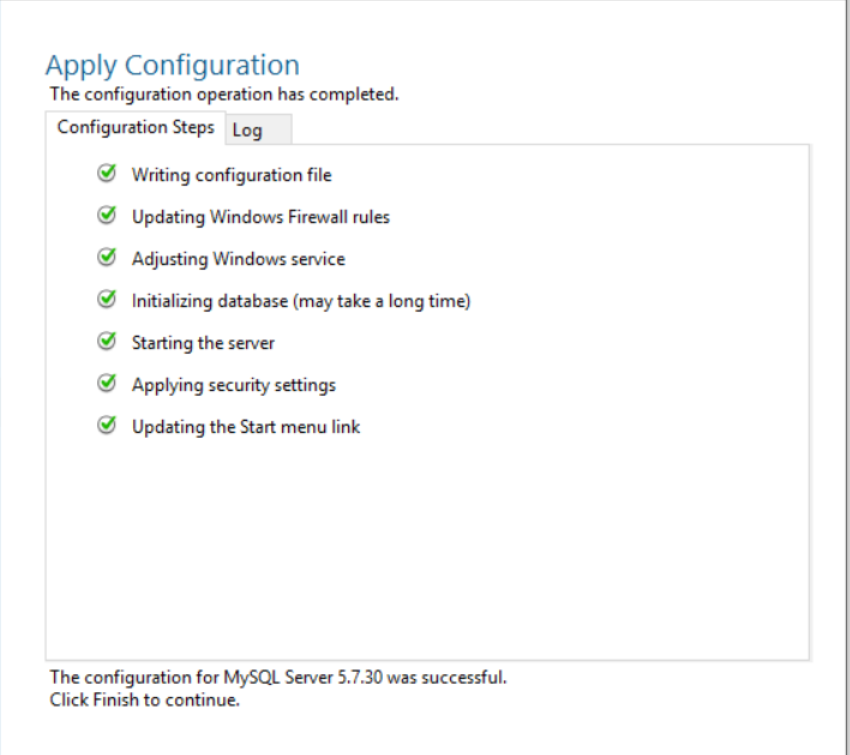 Apply Configuration
The configuration operation has completed.
Configuration Steps
Log
Writing configuration file
Updating Windows Firewall rules
Adjusting Windows service
Initializing database (may take a long time)
Starting the server
Applying security settings
Updating the Start menu link
The configuration for MySQL Server 5.7.30 was successful.
Click Finish to continue.